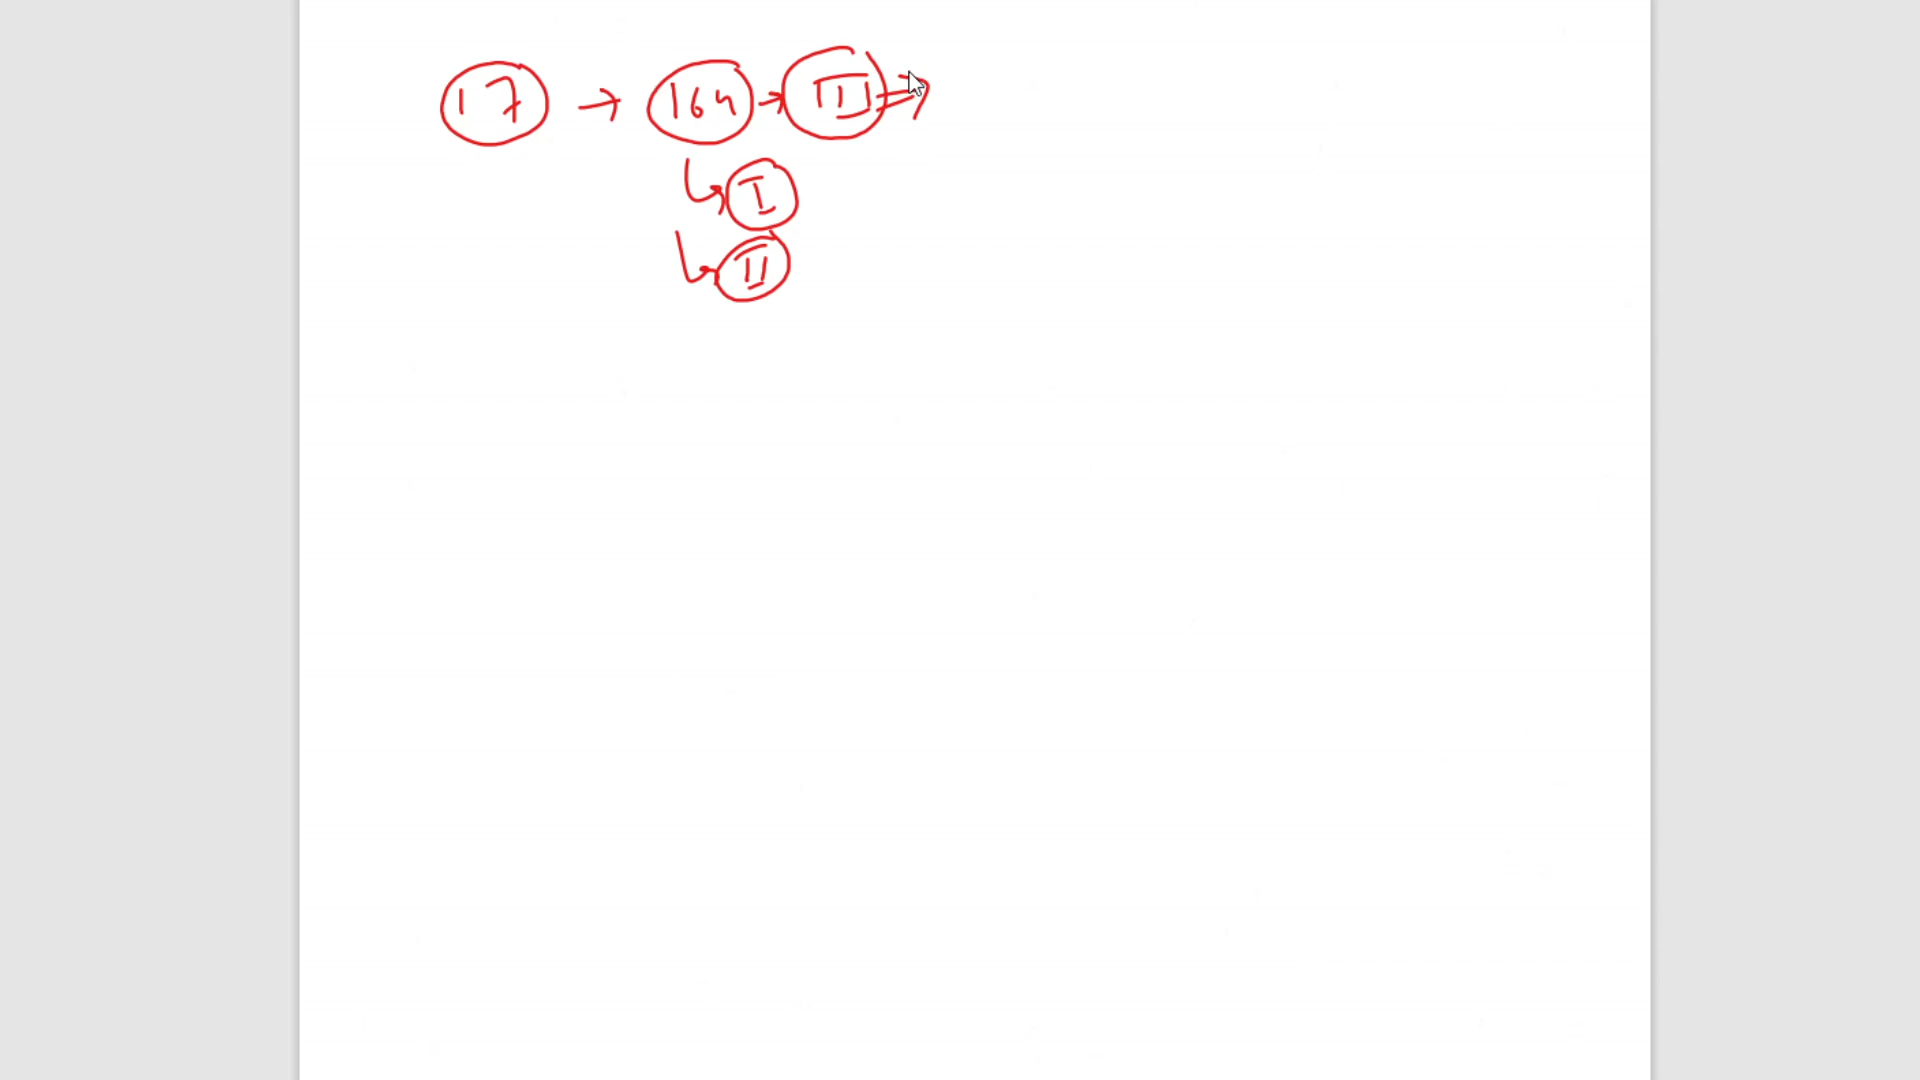 17 → 164 → III ⇒
↳ I
↳ II